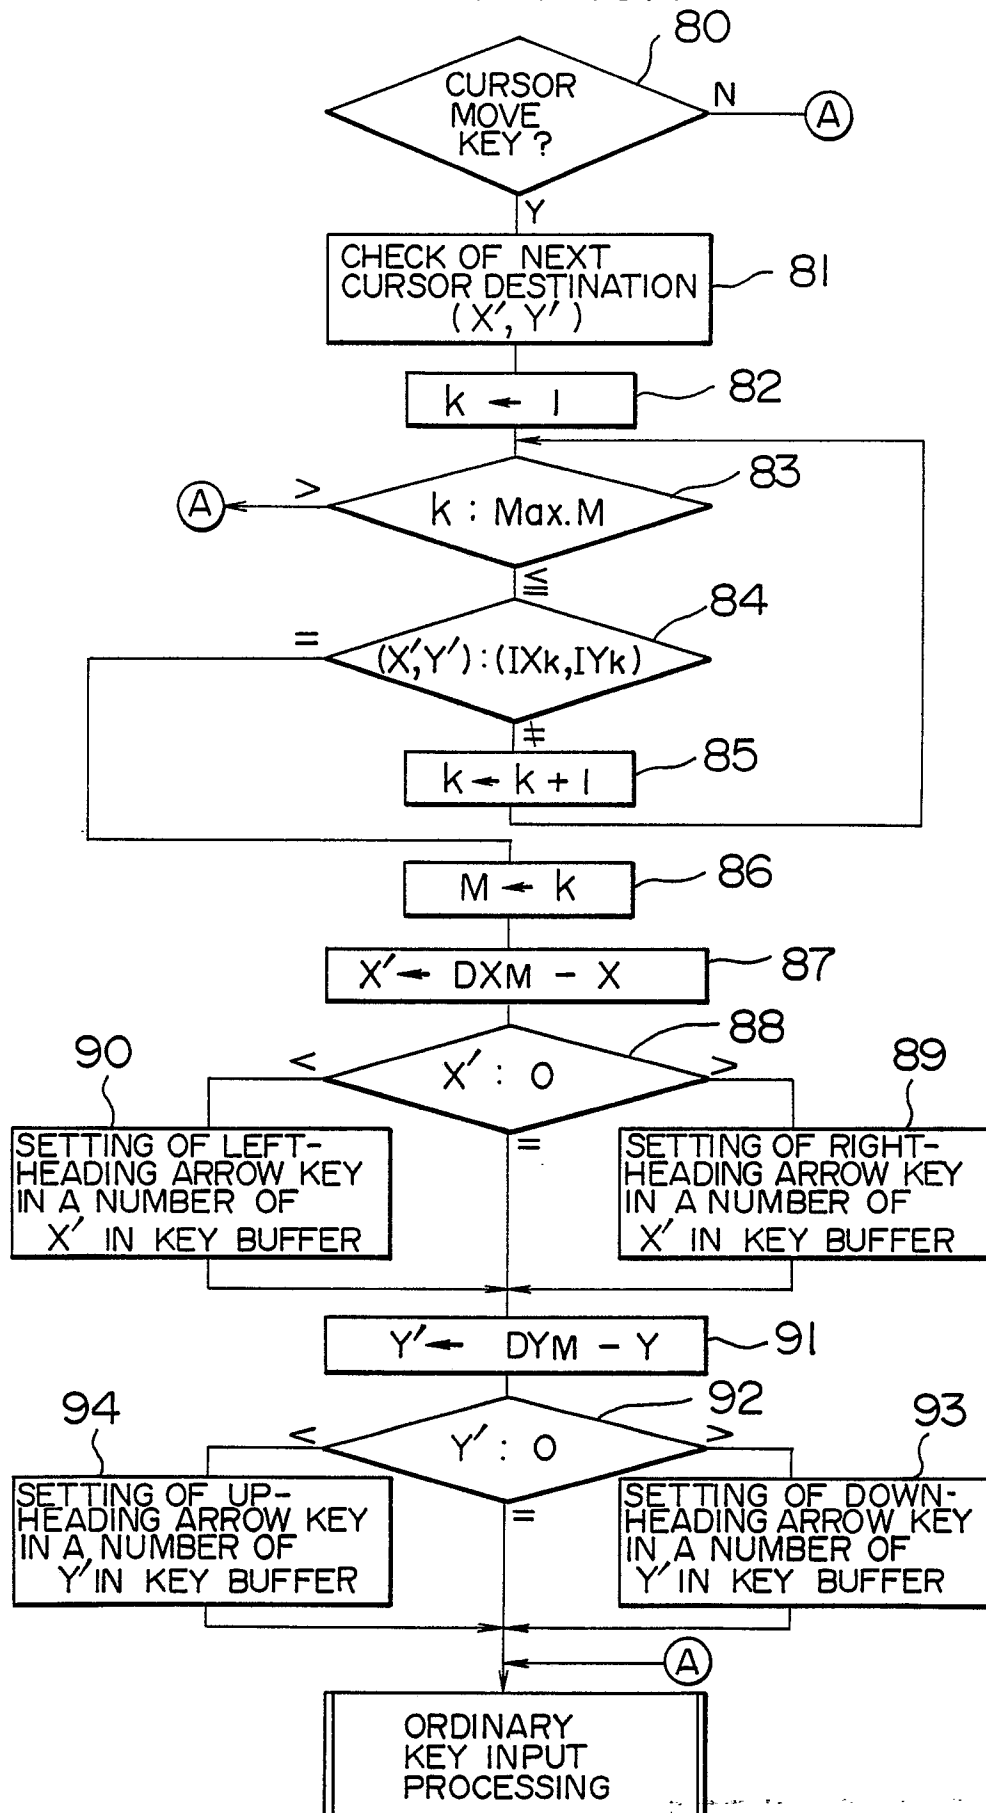 80
CURSOR
MOVE
KEY ?
N
A
Y
CHECK OF NEXT
CURSOR DESTINATION
(X', Y')
81
k ← 1
82
83
>
A
k : Max.M
≦
84
=
(X',Y') : (IXk,IYk)
≠
85
k ← k + 1
M ← k
86
X' ← DXM – X
87
88
90
<
X' : 0
>
89
=
SETTING OF LEFT-
HEADING ARROW KEY
IN A NUMBER OF
X' IN KEY BUFFER
SETTING OF RIGHT-
HEADING ARROW KEY
IN A NUMBER OF
X' IN KEY BUFFER
Y' ← DYM – Y
91
92
94
<
Y' : 0
>
93
=
SETTING OF UP-
HEADING ARROW KEY
IN A NUMBER OF
Y' IN KEY BUFFER
SETTING OF DOWN-
HEADING ARROW KEY
IN A NUMBER OF
Y' IN KEY BUFFER
A
ORDINARY
KEY INPUT
PROCESSING